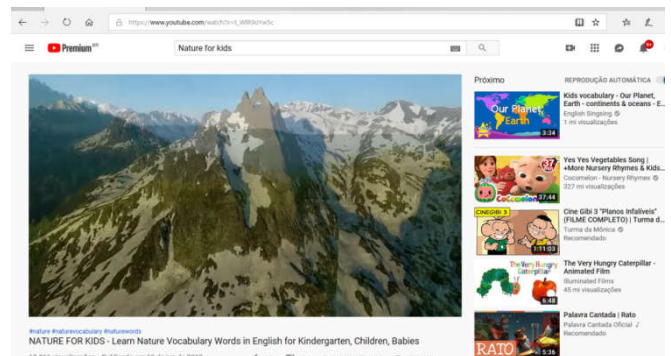 https://www.youtube.com/watch?v=t_WlR9dYw5c
Premium BR
Nature for kids
Próximo
REPRODUÇÃO AUTOMÁTICA
Our Planet,
Earth
3:34
Kids vocabulary - Our Planet,
Earth - continents & oceans - E...
English Singsing
1 mi visualizações
37
COCOMELON
37:44
Yes Yes Vegetables Song |
+More Nursery Rhymes & Kids...
Cocomelon - Nursery Rhymes
327 mi visualizações
CINEGIBI 3
1:11:03
Cine Gibi 3 "Planos Infalíveis"
(FILME COMPLETO) | Turma d...
Turma da Mônica
Recomendado
The Very Hungry
Caterpillar
6:48
The Very Hungry Caterpillar -
Animated Film
Illuminated Films
45 mi visualizações
RATO
5:36
Palavra Cantada | Rato
Palavra Cantada Oficial
Recomendado
#nature #naturevocabulary #naturewords
NATURE FOR KIDS - Learn Nature Vocabulary Words in English for Kindergarten, Children, Babies